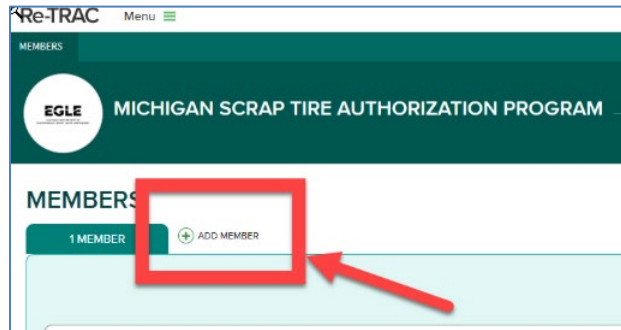 Re-TRAC Menu
MEMBERS
EGLE
MICHIGAN SCRAP TIRE AUTHORIZATION PROGRAM
MEMBERS
1 MEMBER
ADD MEMBER